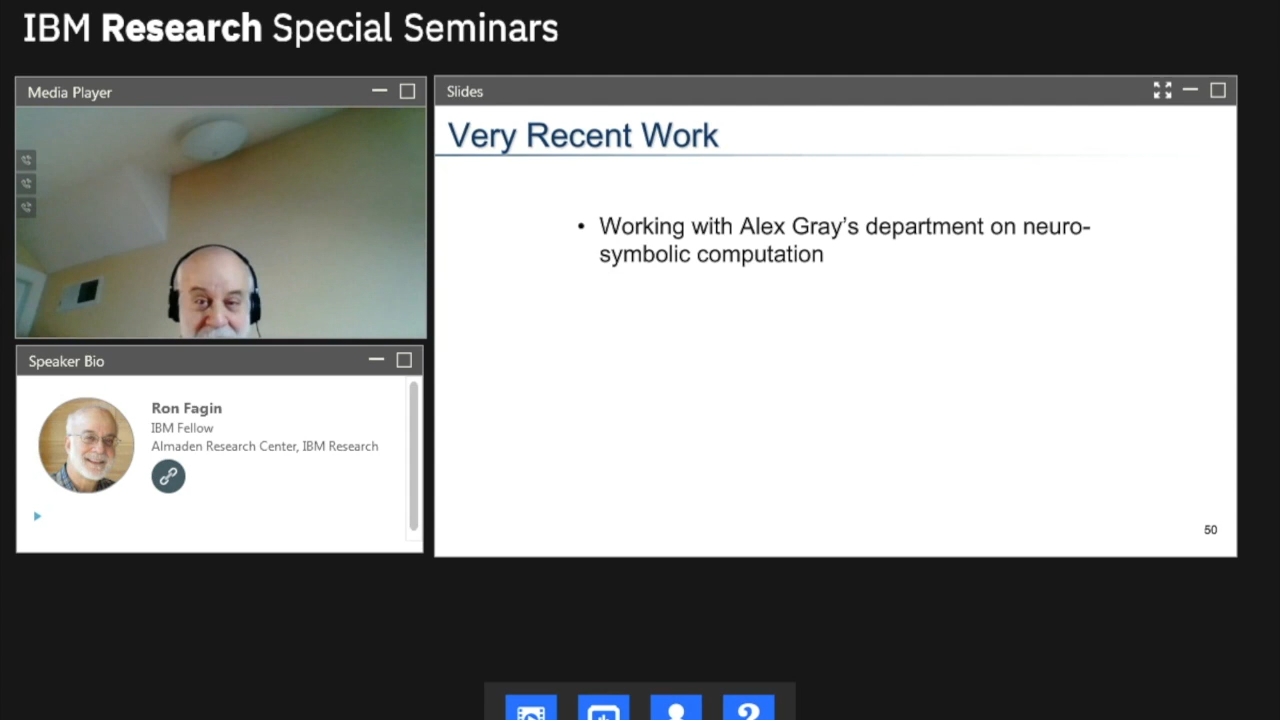 IBM Research Special Seminars
Media Player
Slides
Very Recent Work
• Working with Alex Gray's department on neuro-
symbolic computation
50
Speaker Bio
Ron Fagin
IBM Fellow
Almaden Research Center, IBM Research
?